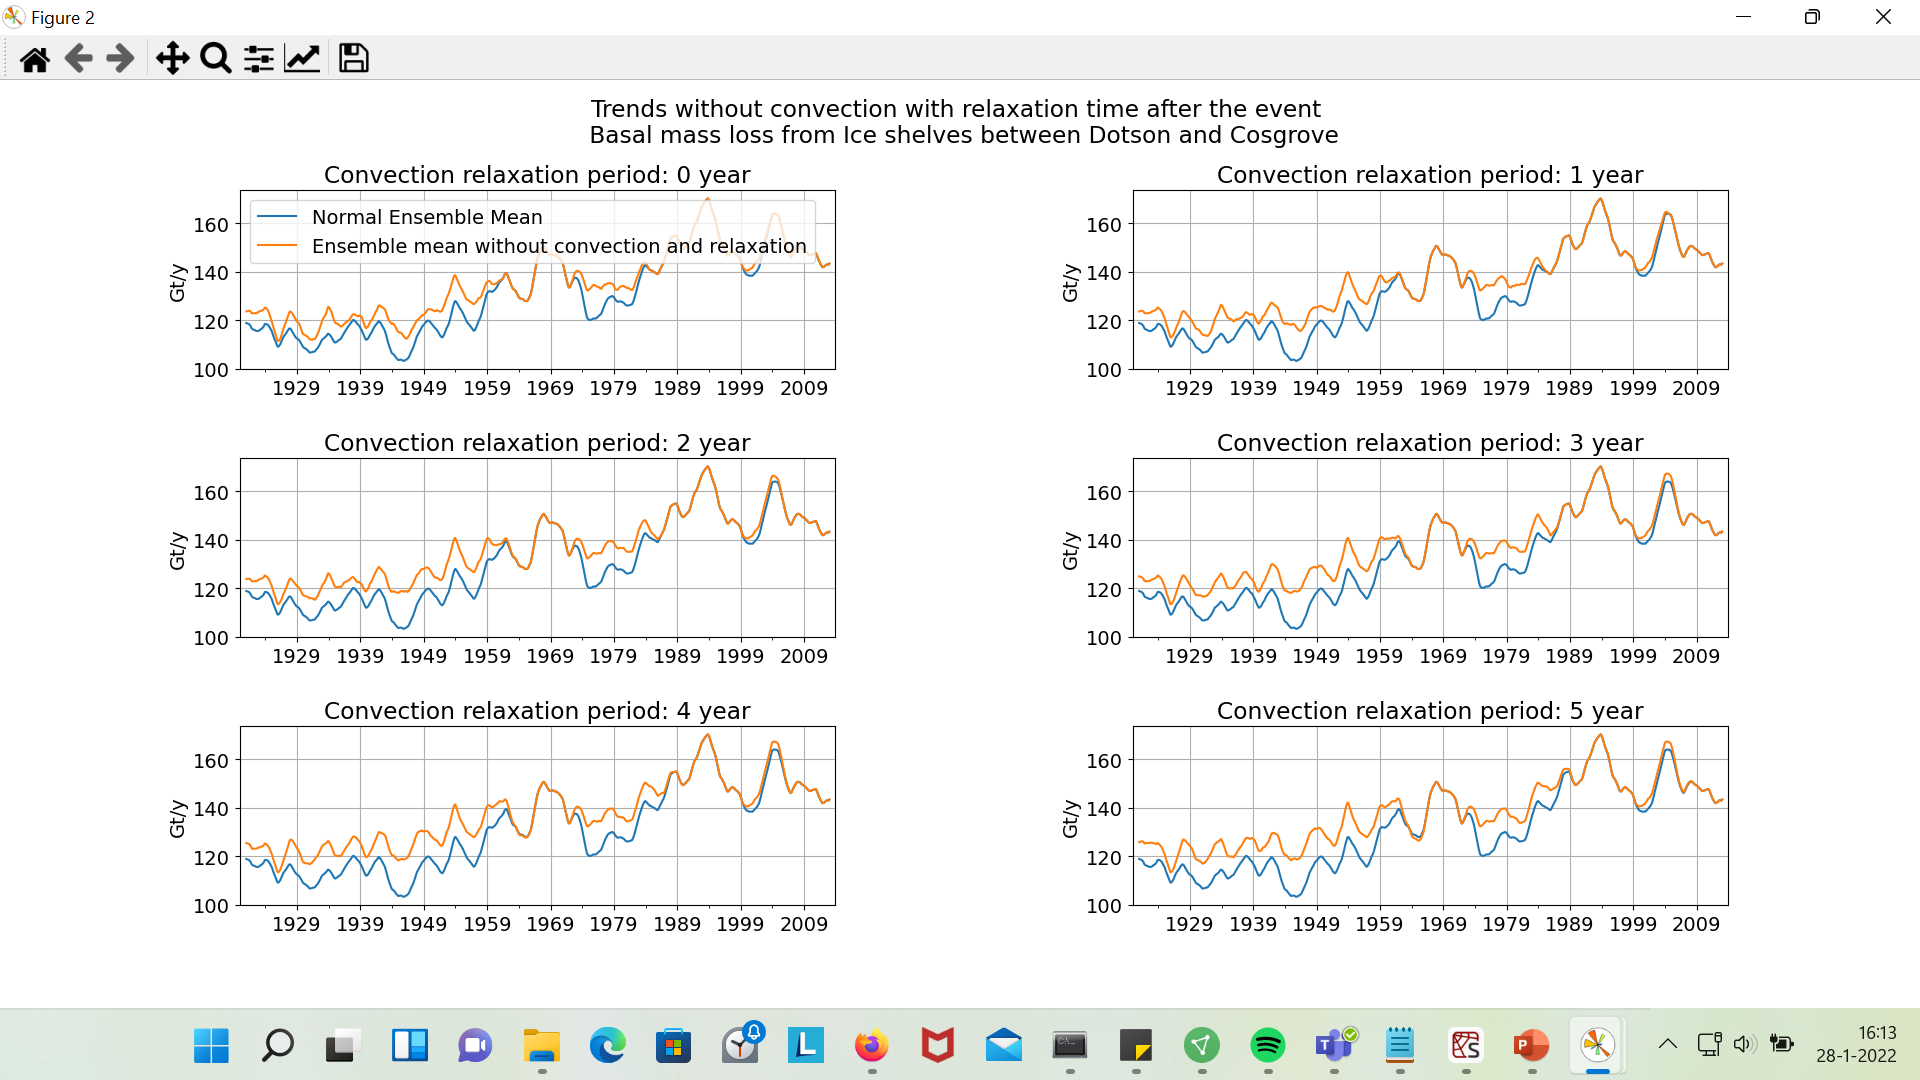 Figure 2
Trends without convection with relaxation time after the event
Basal mass loss from Ice shelves between Dotson and Cosgrove
Convection relaxation period: 0 year
Normal Ensemble Mean
Ensemble mean without convection and relaxation
Gt/y
160
140
120
100
1929 1939 1949 1959 1969 1979 1989 1999 2009
Convection relaxation period: 1 year
Gt/y
160
140
120
100
1929 1939 1949 1959 1969 1979 1989 1999 2009
Convection relaxation period: 2 year
Gt/y
160
140
120
100
1929 1939 1949 1959 1969 1979 1989 1999 2009
Convection relaxation period: 3 year
Gt/y
160
140
120
100
1929 1939 1949 1959 1969 1979 1989 1999 2009
Convection relaxation period: 4 year
Gt/y
160
140
120
100
1929 1939 1949 1959 1969 1979 1989 1999 2009
Convection relaxation period: 5 year
Gt/y
160
140
120
100
1929 1939 1949 1959 1969 1979 1989 1999 2009
L
T
P
16:13
28-1-2022